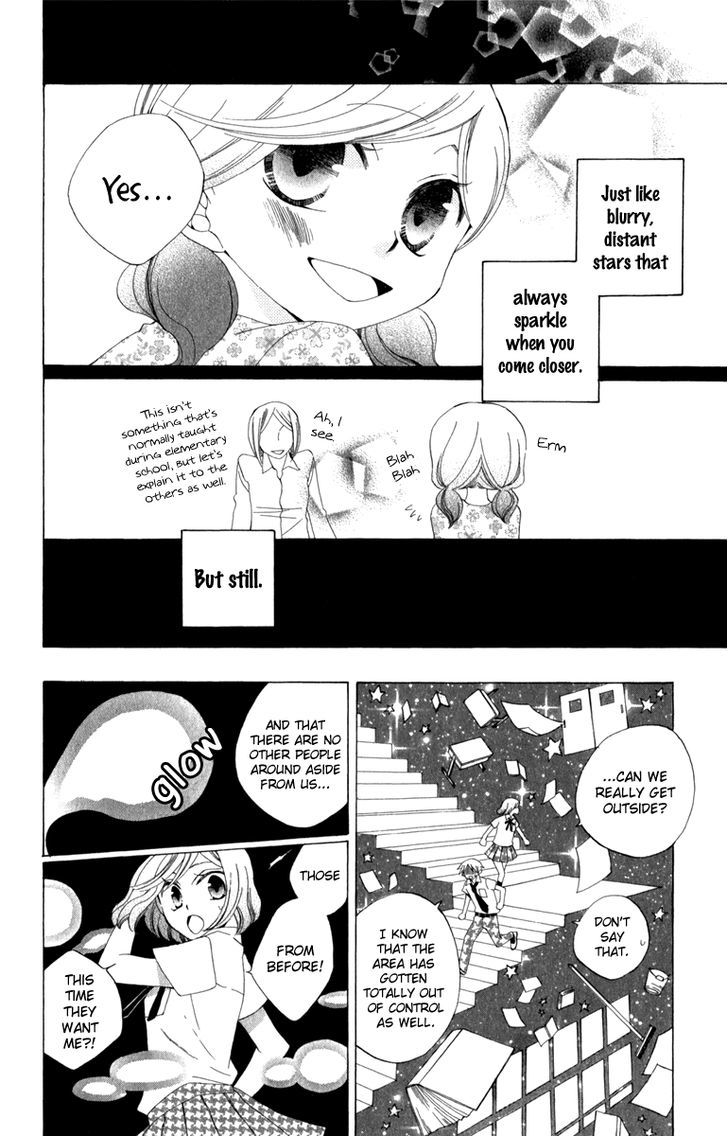 Just like
blurry,
distant
stars that
always
sparkle
when you
come closer.
Yes...
Erm
Blah
Blah
Ah, I
see
This isn't
something that's
normally taught
during elementary
school, but let's
explain it to the
others as well.
But still.
...CAN WE
REALLY GET
OUTSIDE?
DON'T
SAY
THAT.
I KNOW
THAT THE
AREA HAS
GOTTEN
TOTALLY OUT
OF CONTROL
AS WELL.
AND THAT
THERE ARE NO
OTHER PEOPLE
AROUND ASIDE
FROM US...
glow
THOSE
FROM
BEFORE!
THIS
TIME
THEY
WANT
ME?!